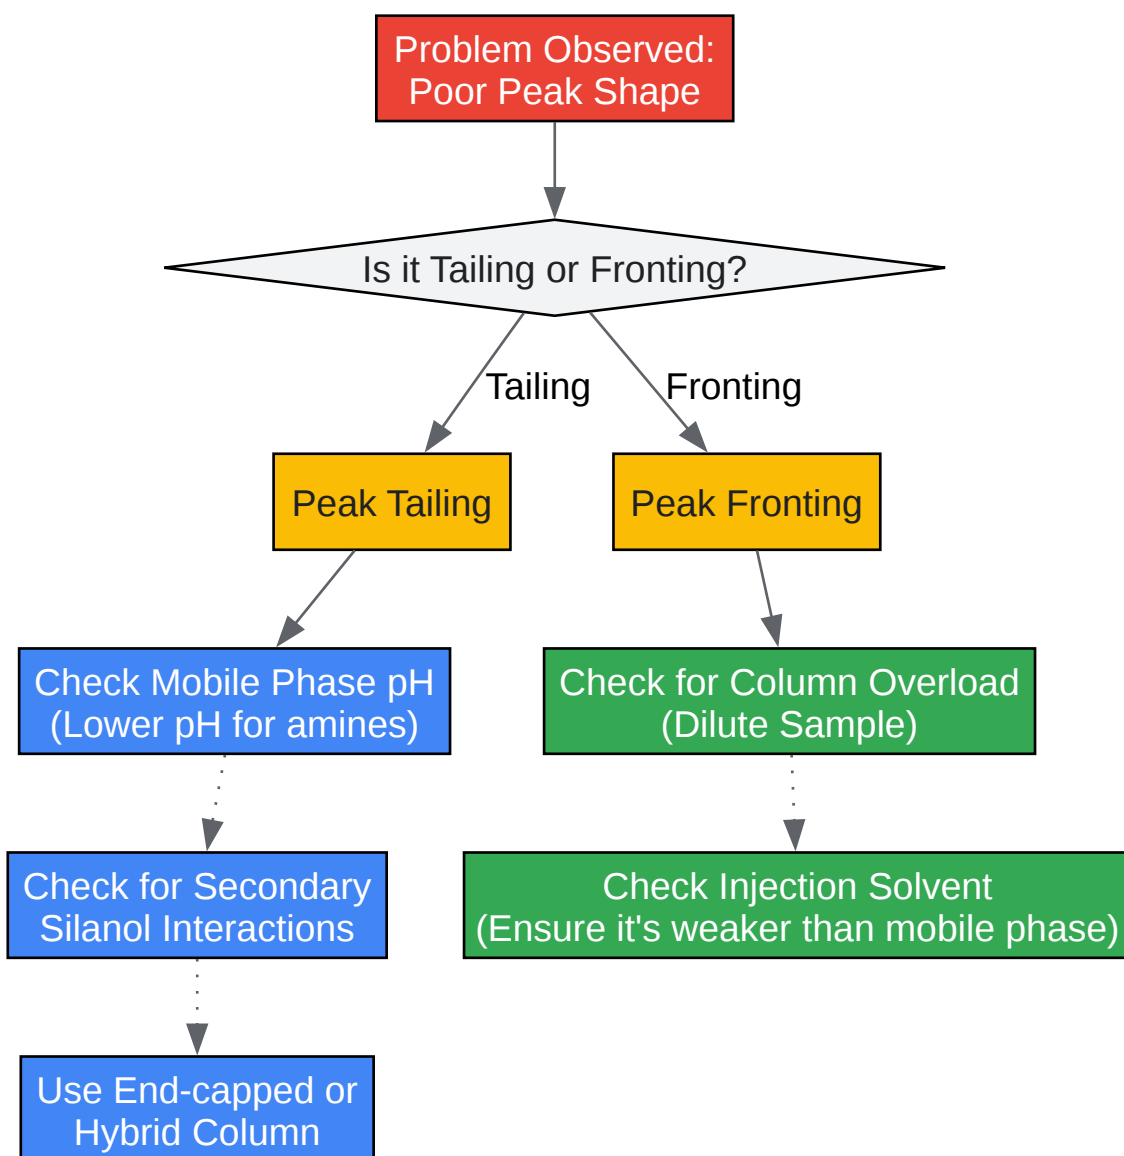 Problem Observed:
Poor Peak Shape
Is it Tailing or Fronting?
Tailing
Fronting
Peak Tailing
Peak Fronting
Check Mobile Phase pH
(Lower pH for amines)
Check for Column Overload
(Dilute Sample)
Check for Secondary
Silanol Interactions
Check Injection Solvent
(Ensure it's weaker than mobile phase)
Use End-capped or
Hybrid Column